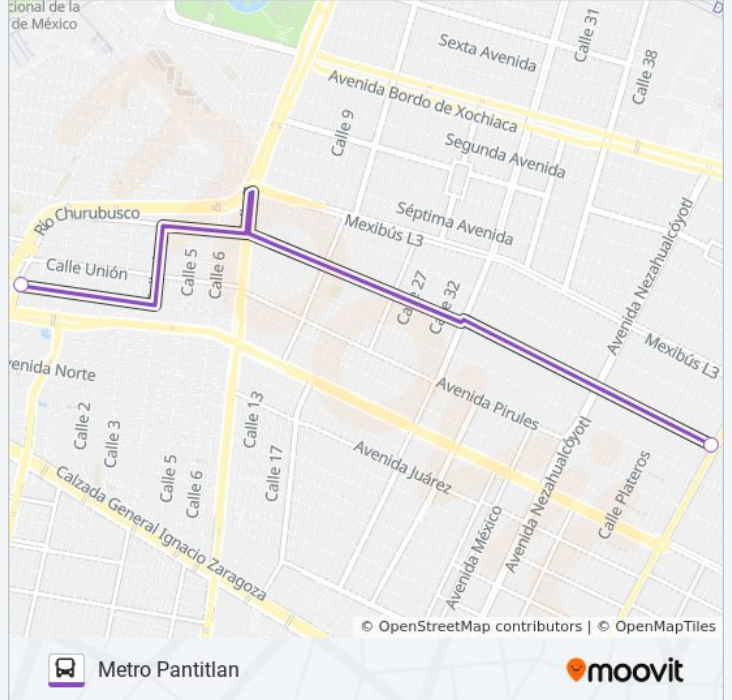 cional de la
de México
Sexta Avenida
Calle 31
Calle 38
Avenida Bordo de Xochiaca
Calle 9
Segunda Avenida
Río Churubusco
Séptima Avenida
Mexibús L3
Avenida Nezahualcóyotl
Calle Unión
Calle 5
Calle 6
Calle 27
Calle 32
Mexibús L3
venida Norte
Avenida Pirules
Calle 2
Calle 3
Calle 13
Calle 17
Avenida Juárez
Avenida Nezahualcóyotl
Calle Plateros
Calle 5
Calle 6
Calzada General Ignacio Zaragoza
Avenida México
© OpenStreetMap contributors | © OpenMapTiles
Metro Pantitlan
moovit